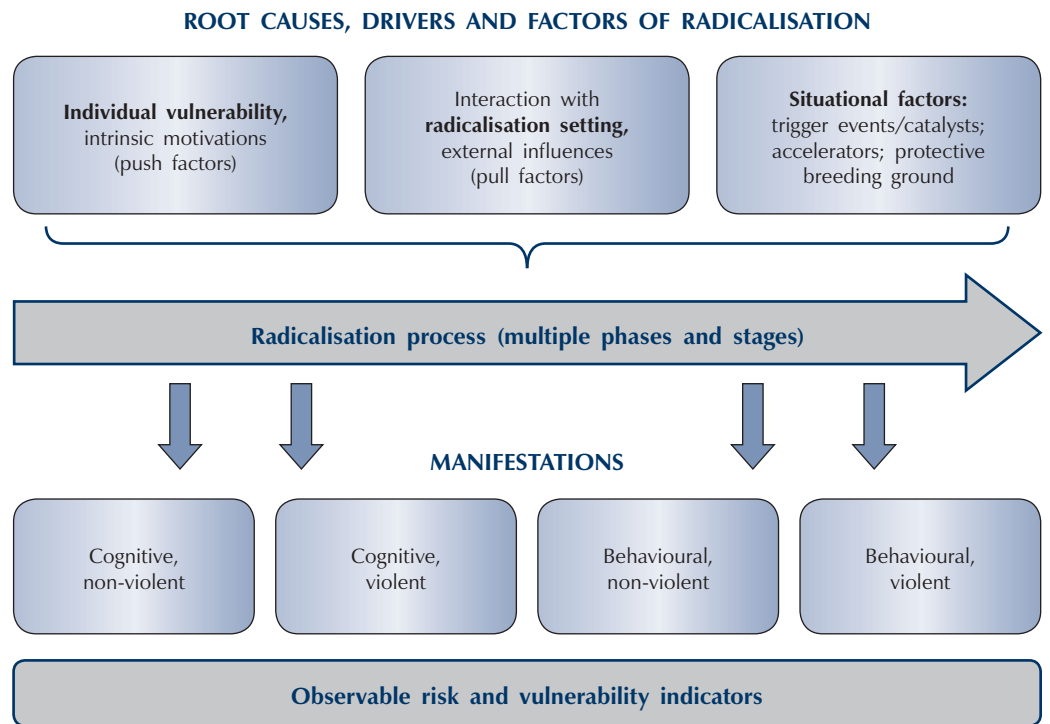 ROOT CAUSES, DRIVERS AND FACTORS OF RADICALISATION
Individual vulnerability,
intrinsic motivations
(push factors)
Interaction with
radicalisation setting,
external influences
(pull factors)
Situational factors:
trigger events/catalysts;
accelerators; protective
breeding ground
Radicalisation process (multiple phases and stages)
MANIFESTATIONS
Cognitive,
non-violent
Cognitive,
violent
Behavioural,
non-violent
Behavioural,
violent
Observable risk and vulnerability indicators